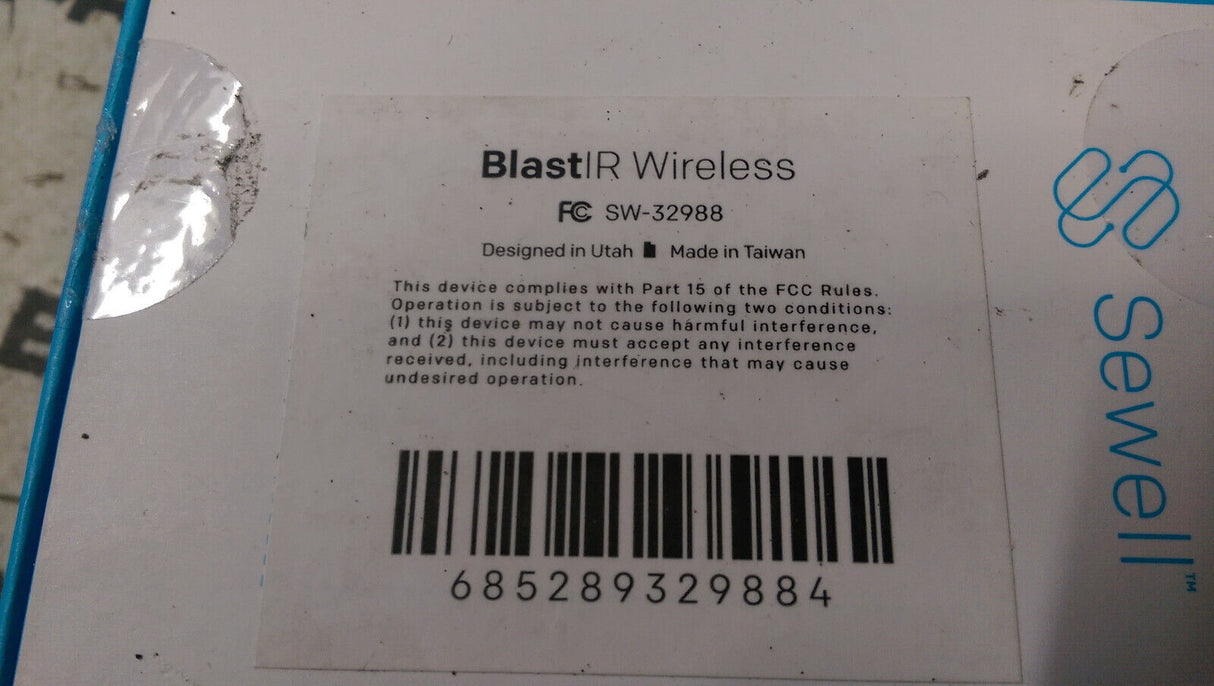 BlastIR Wireless
FC SW-32988
Designed in Utah Made in Taiwan
This device complies with Part 15 of the FCC Rules.
Operation is subject to the following two conditions:
(1) this device may not cause harmful interference,
and (2) this device must accept any interference
received, including interference that may cause
undesired operation.
685289329884
Sewell™